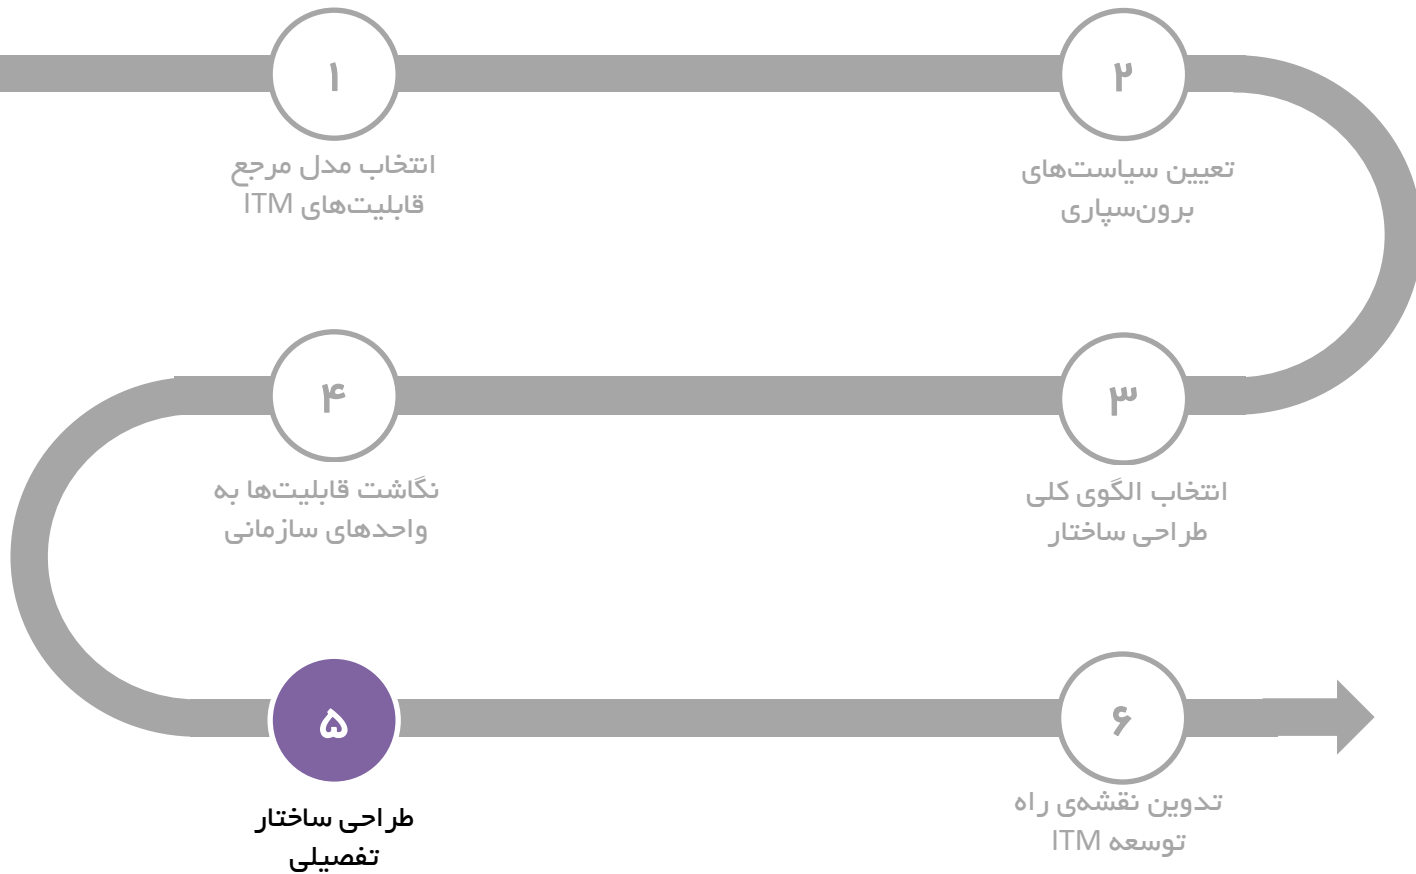 ۱
انتخاب مدل مرجع
قابلیت‌های ITM
۲
تعیین سیاست‌های
برون‌سپاری
۳
انتخاب الگوی کلی
طراحی ساختار
۴
نگاشت قابلیت‌ها به
واحدهای سازمانی
۵
طراحی ساختار
تفصیلی
۶
تدوین نقشه‌ی راه
توسعه ITM